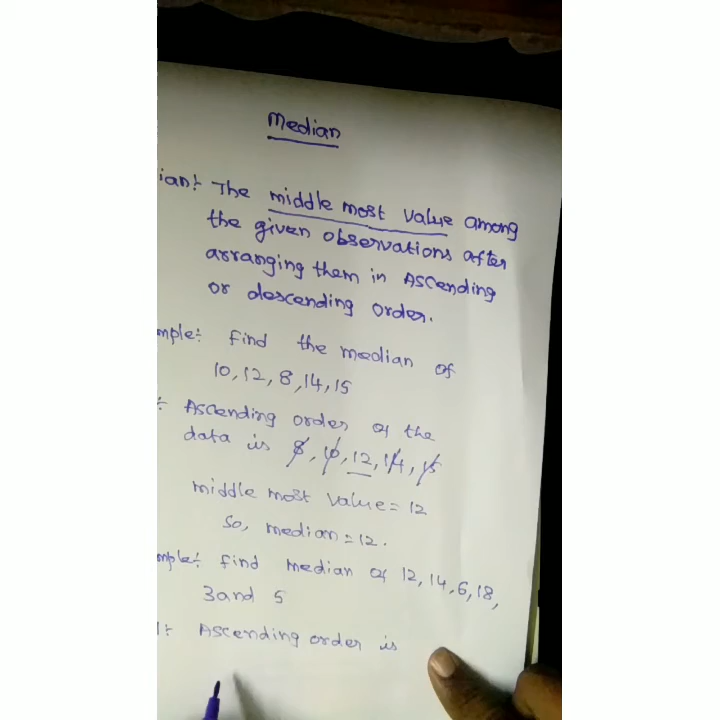 Median
ian:- The middle most value among
the given observations after
arranging them in Ascending
or descending order.
mple:- find the median of
10, 12, 8, 14, 15
:- Ascending order of the
data is 8, 10, 12, 14, 15
middle most value = 12
So, median = 12.
mple:- find median of 12, 14, 6, 18,
3 and 5
l:- Ascending order is